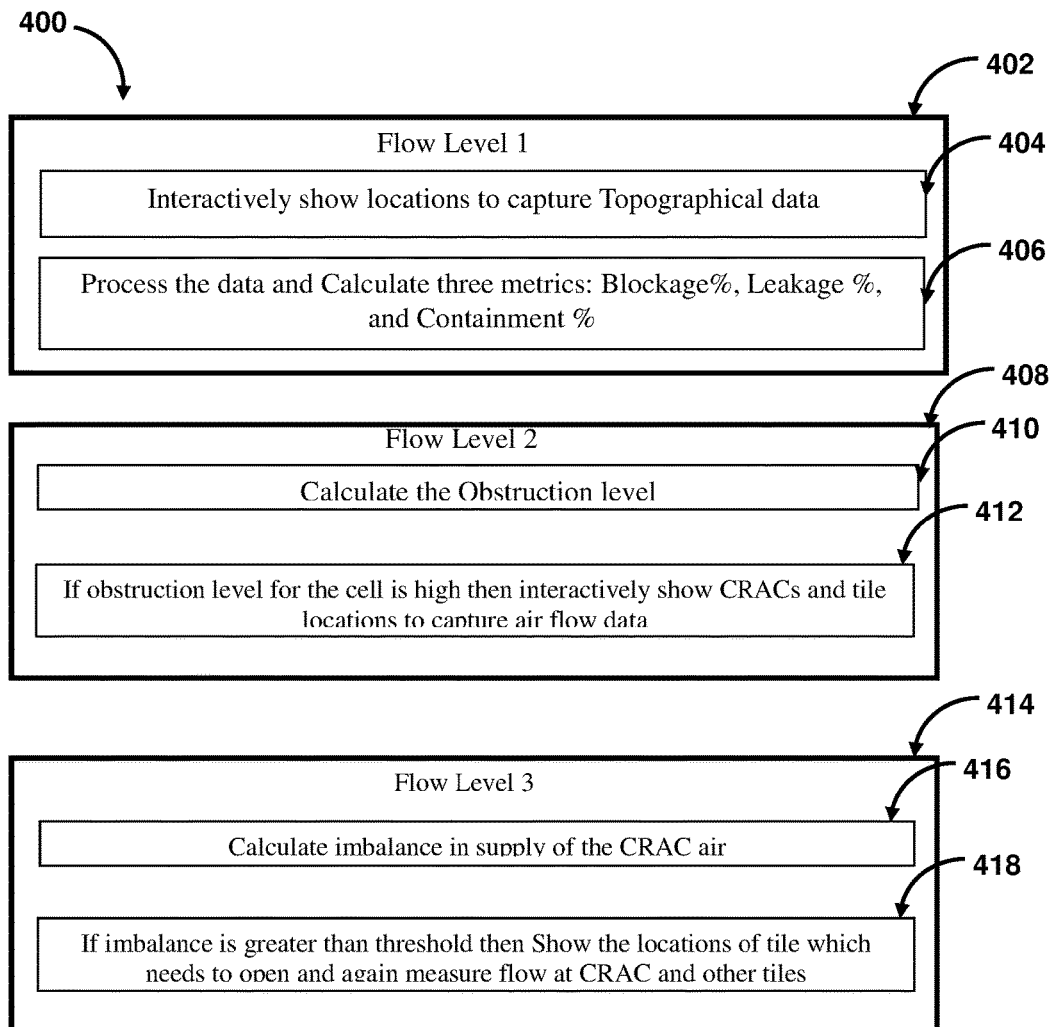 400
402
Flow Level 1
404
Interactively show locations to capture Topographical data
406
Process the data and Calculate three metrics: Blockage%, Leakage %,
and Containment %
408
Flow Level 2
410
Calculate the Obstruction level
412
If obstruction level for the cell is high then interactively show CRACs and tile
locations to capture air flow data
414
Flow Level 3
416
Calculate imbalance in supply of the CRAC air
418
If imbalance is greater than threshold then Show the locations of tile which
needs to open and again measure flow at CRAC and other tiles